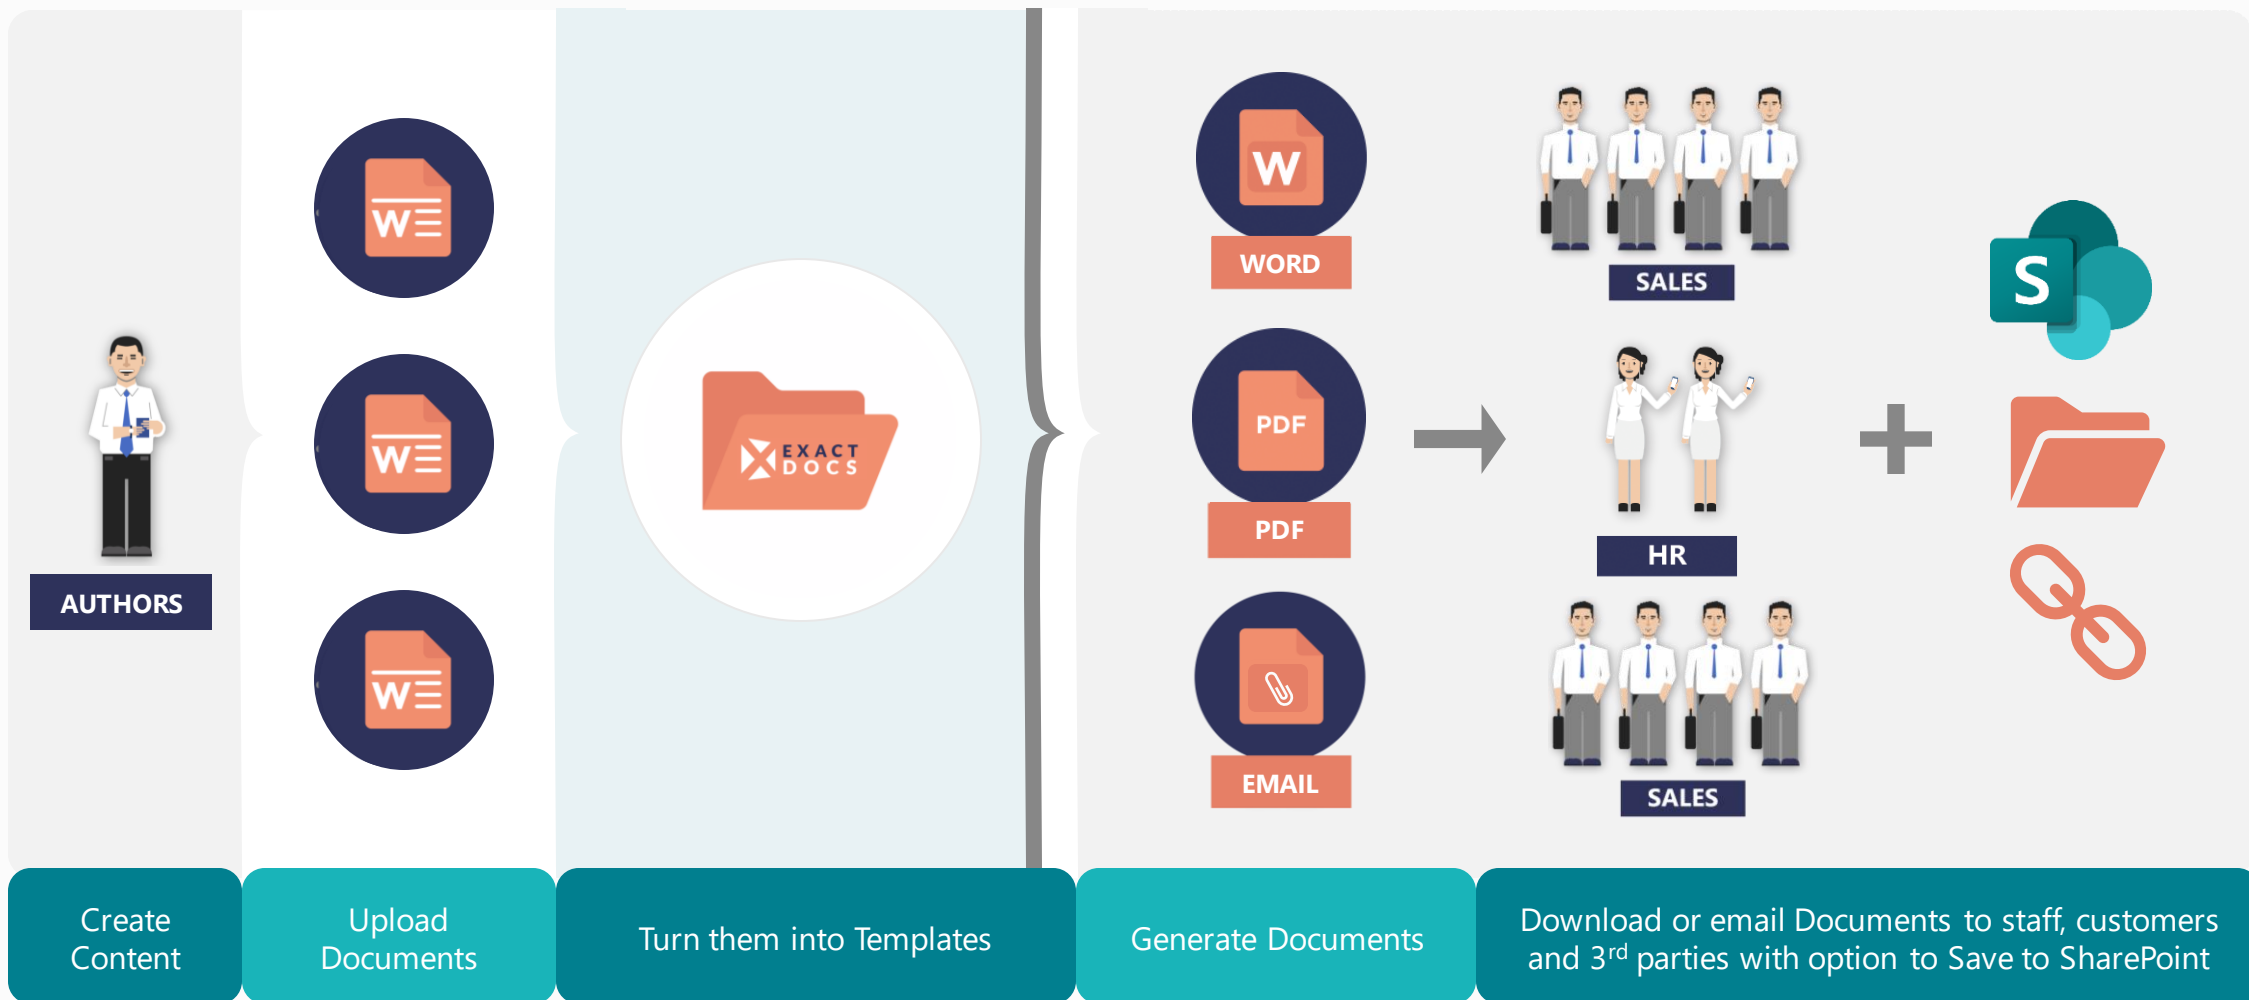 AUTHORS
W
W
W
EXACT
DOCS
W
WORD
PDF
PDF
EMAIL
SALES
HR
SALES
S
Create
Content
Upload
Documents
Turn them into Templates
Generate Documents
Download or email Documents to staff, customers
and 3rd parties with option to Save to SharePoint